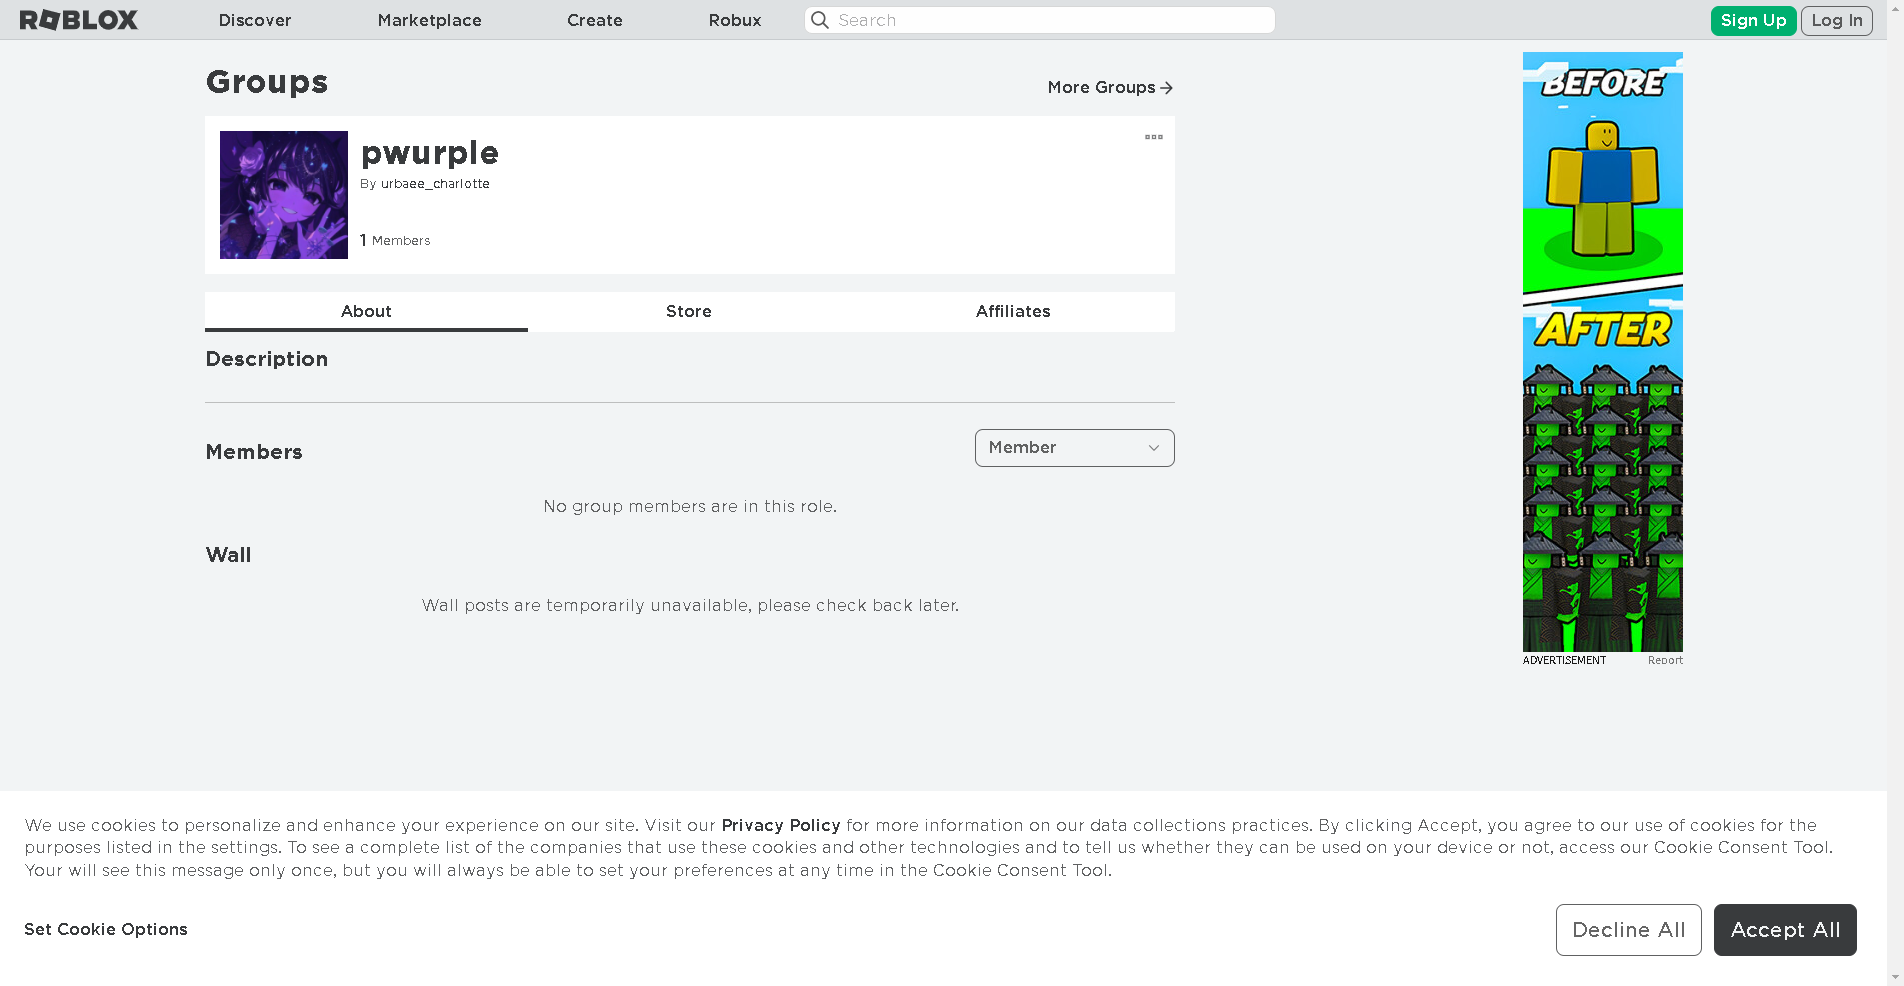 ROBLOX
Discover
Marketplace
Create
Robux
Search
Sign Up
Log In
Groups
More Groups
pwurple
By urbaee_charlotte
1 Members
About
Store
Affiliates
Description
Members
Member
No group members are in this role.
Wall
Wall posts are temporarily unavailable, please check back later.
BEFORE
AFTER
ADVERTISEMENT
Report
We use cookies to personalize and enhance your experience on our site. Visit our Privacy Policy for more information on our data collections practices. By clicking Accept, you agree to our use of cookies for the
purposes listed in the settings. To see a complete list of the companies that use these cookies and other technologies and to tell us whether they can be used on your device or not, access our Cookie Consent Tool.
Your will see this message only once, but you will always be able to set your preferences at any time in the Cookie Consent Tool.
Set Cookie Options
Decline All
Accept All